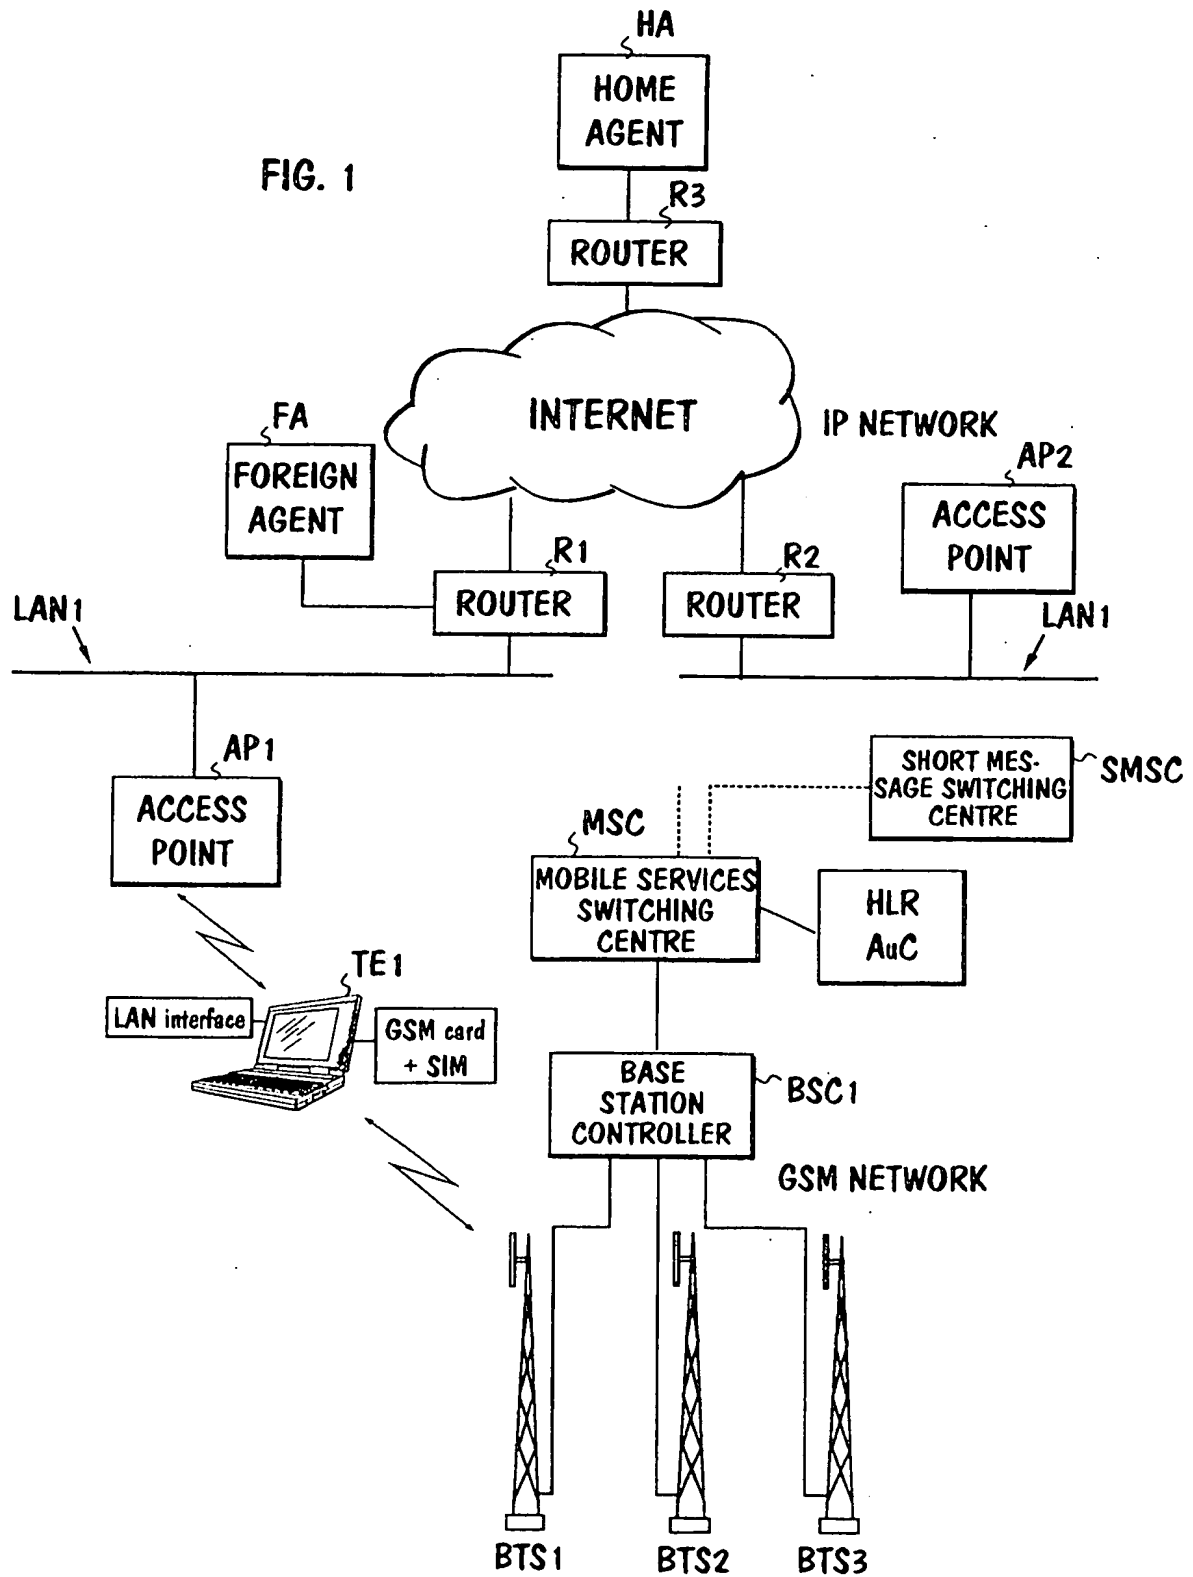 HA
HOME
AGENT
FIG. 1
R3
ROUTER
INTERNET
IP NETWORK
FA
FOREIGN
AGENT
AP2
ACCESS
POINT
R1
ROUTER
R2
ROUTER
LAN1
LAN1
AP1
ACCESS
POINT
SHORT MES-
SAGE SWITCHING
CENTRE
SMSC
MSC
MOBILE SERVICES
SWITCHING
CENTRE
HLR
AuC
TE1
LAN interface
GSM card
+ SIM
BASE
STATION
CONTROLLER
BSC1
GSM NETWORK
BTS1
BTS2
BTS3